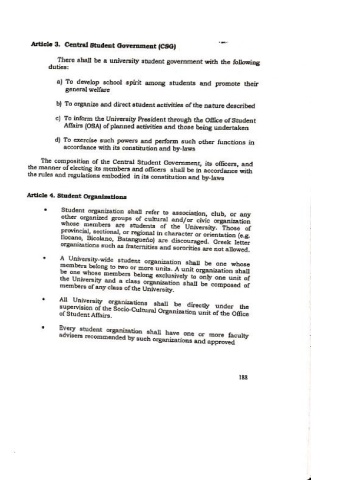 Article 3. Central Student Government (CSG)
There shall be a university student government with the following
duties:
a) To develop school spirit among students and promote their
general welfare
b) To organize and direct student activities of the nature described
c) To inform the University President through the Office of Student
Affairs (OSA) of planned activities and those being undertaken
d) To exercise such powers and perform such other functions in
accordance with its constitution and by-laws
The composition of the Central Student Government, its officers, and
the manner of electing its members and officers shall be in accordance with
the rules and regulations embodied in its constitution and by-laws
Article 4. Student Organizations
• Student organization shall refer to association, club, or any
other organized groups of cultural and/or civic organization
whose members are students of the University. Those of
provincial, sectional, or regional in character or orientation (e.g.
Ilocano, Bicolano, Batangueño) are discouraged. Greek letter
organizations such as fraternities and sororities are not allowed.
• A University-wide student organization shall be one whose
members belong to two or more units. A unit organization shall
be one whose members belong exclusively to only one unit of
the University and a class organization shall be composed of
members of any class of the University.
• All University organizations shall be directly under the
supervision of the Socio-Cultural Organization unit of the Office
of Student Affairs.
• Every student organization shall have one or more faculty
advisers recommended by such organizations and approved
188